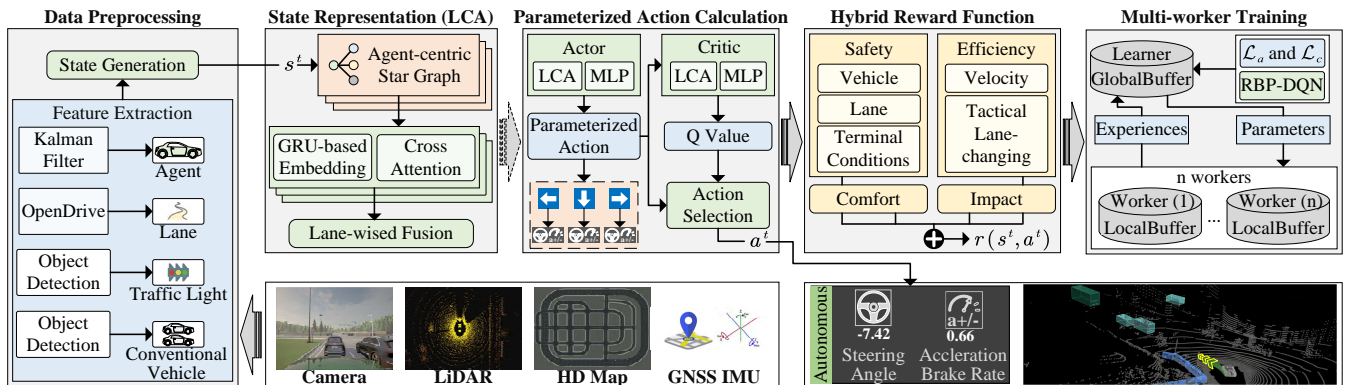 Data Preprocessing
State Generation
Feature Extraction
Kalman
Filter
Agent
OpenDrive
Lane
Object
Detection
Traffic Light
Object
Detection
Conventional
Vehicle
State Representation (LCA)
s^t
Agent-centric
Star Graph
GRU-based
Embedding
Cross
Attention
Lane-wised Fusion
Parameterized Action Calculation
Actor
LCA MLP
Critic
LCA MLP
Parameterized
Action
Q Value
Action
Selection
a^t
Hybrid Reward Function
Safety
Vehicle
Lane
Terminal
Conditions
Efficiency
Velocity
Tactical
Lane-
changing
Comfort
Impact
r(s^t, a^t)
Multi-worker Training
Learner
GlobalBuffer
ℒ_a and ℒ_c
RBP-DQN
Experiences
Parameters
n workers
Worker (1)
LocalBuffer
...
Worker (n)
LocalBuffer
Camera
LiDAR
HD Map
GNSS IMU
Autonomous
-7.42
Steering
Angle
a+/-
0.66
Accleration
Brake Rate